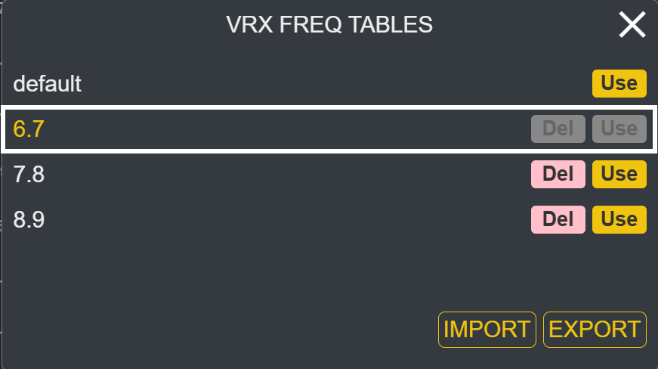 VRX FREQ TABLES
default Use
6.7 Del Use
7.8 Del Use
8.9 Del Use
IMPORT EXPORT